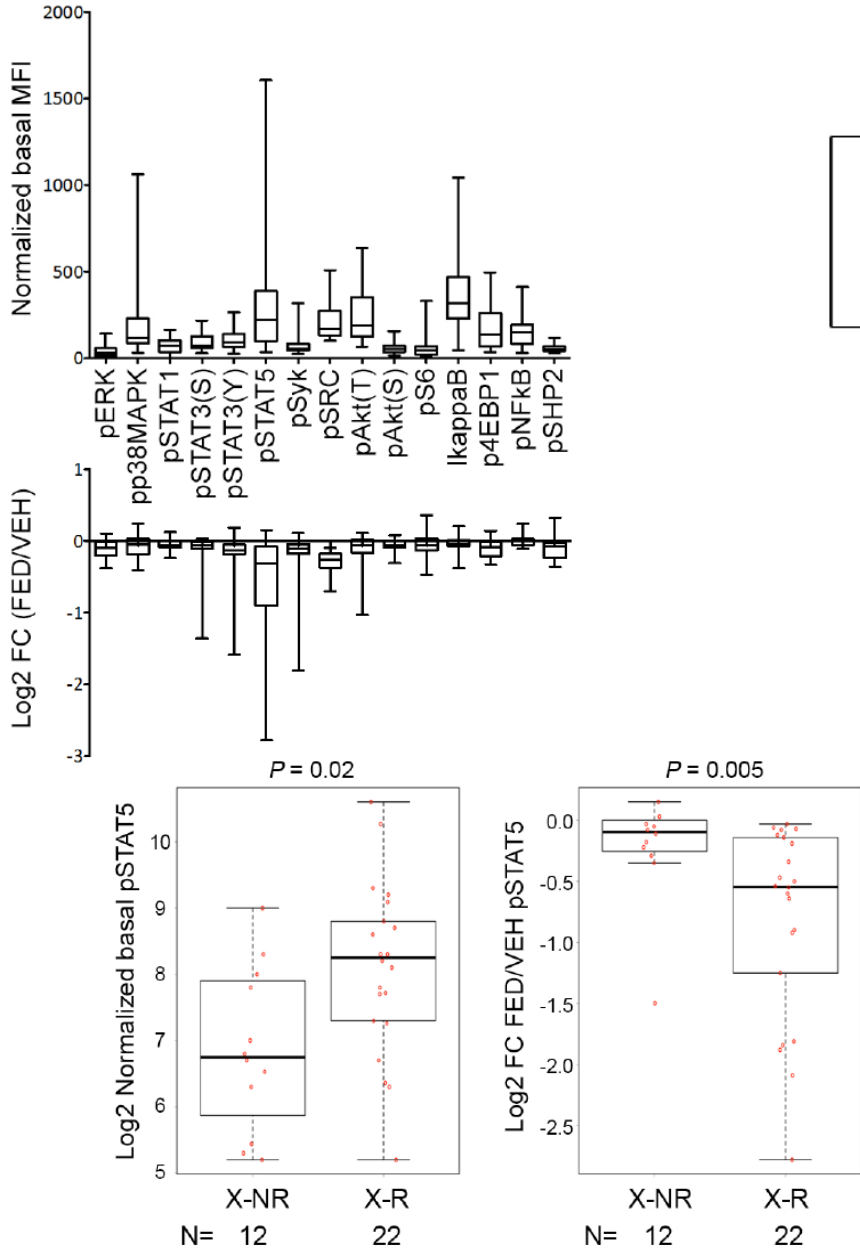 Normalized basal MFI
2000
1500
1000
500
0
pERK
pp38MAPK
pSTAT1
pSTAT3(S)
pSTAT3(Y)
pSTAT5
pSyk
pSRC
pAkt(T)
pAkt(S)
pS6
IkappaB
p4EBP1
pNFkB
pSHP2
Log2 FC (FED/VEH)
1
0
-1
-2
-3
P = 0.02
Log2 Normalized basal pSTAT5
10
9
8
7
6
5
X-NR X-R
N= 12 22
P = 0.005
Log2 FC FED/VEH pSTAT5
0.0
-0.5
-1.0
-1.5
-2.0
-2.5
X-NR X-R
N= 12 22